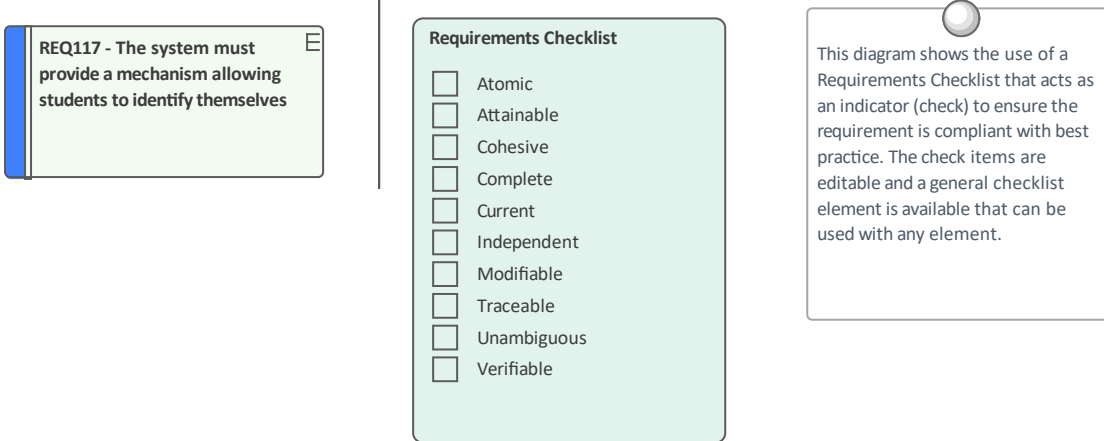 REQ117 - The system must
provide a mechanism allowing
students to identify themselves
E
Requirements Checklist
Atomic
Attainable
Cohesive
Complete
Current
Independent
Modifiable
Traceable
Unambiguous
Verifiable
This diagram shows the use of a
Requirements Checklist that acts as
an indicator (check) to ensure the
requirement is compliant with best
practice. The check items are
editable and a general checklist
element is available that can be
used with any element.